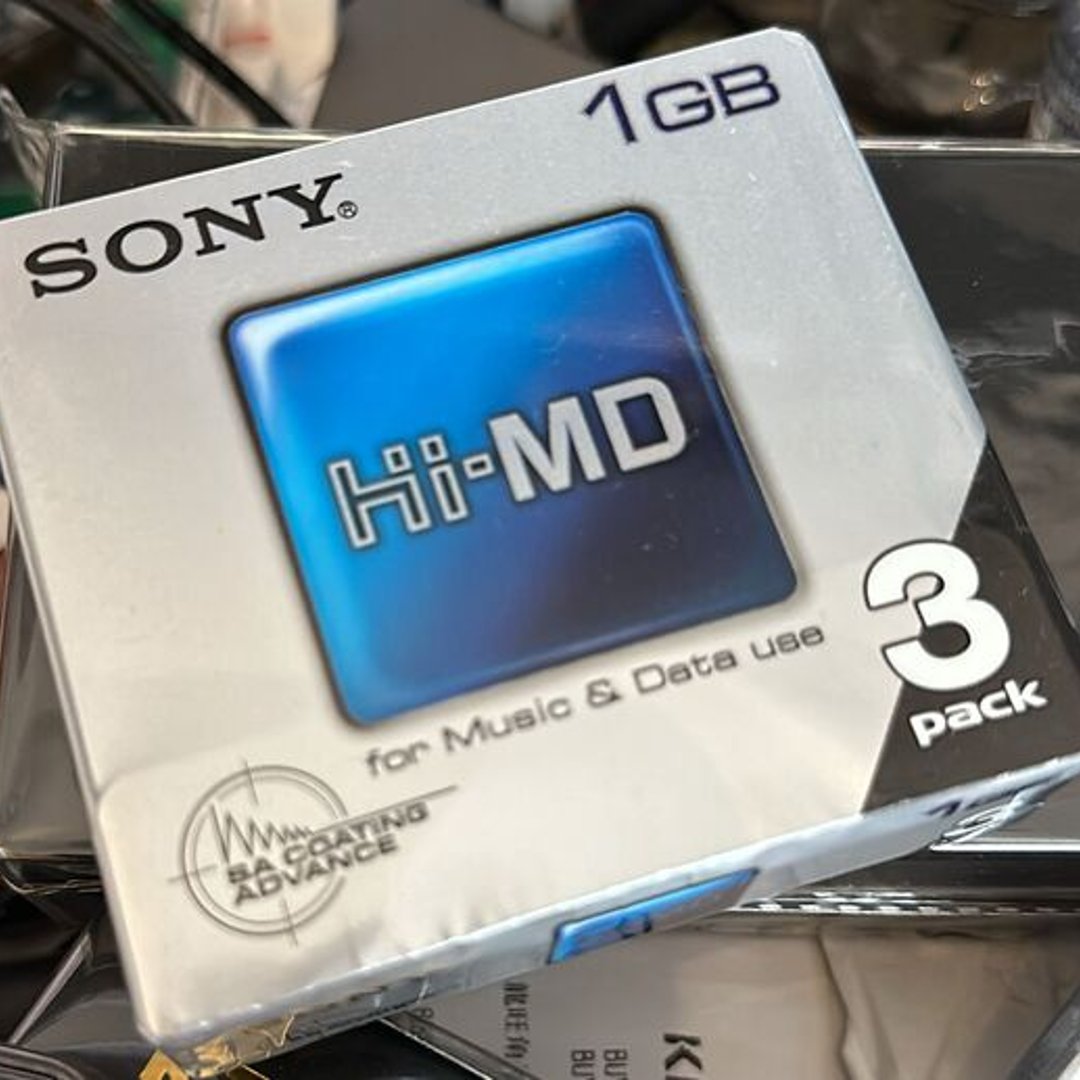 1GB
SONY®
Hi-MD
for Music & Data use
3
pack
SA COATING
ADVANCE